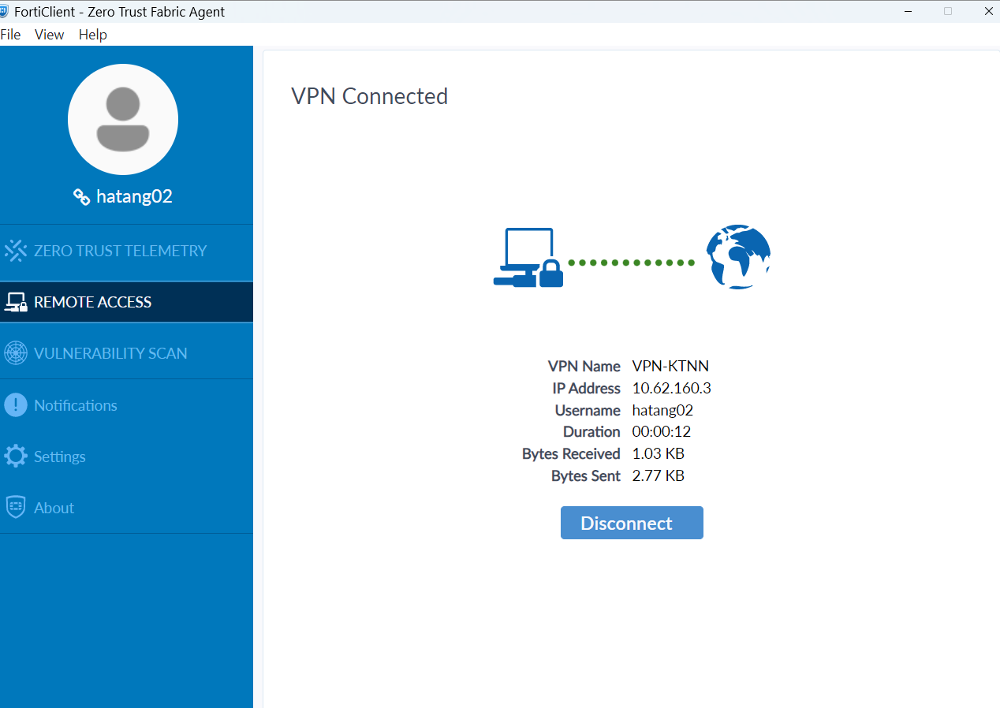 FortiClient - Zero Trust Fabric Agent
File View Help
hatang02
ZERO TRUST TELEMETRY
REMOTE ACCESS
VULNERABILITY SCAN
Notifications
Settings
About
VPN Connected
VPN Name VPN-KTNN
IP Address 10.62.160.3
Username hatang02
Duration 00:00:12
Bytes Received 1.03 KB
Bytes Sent 2.77 KB
Disconnect